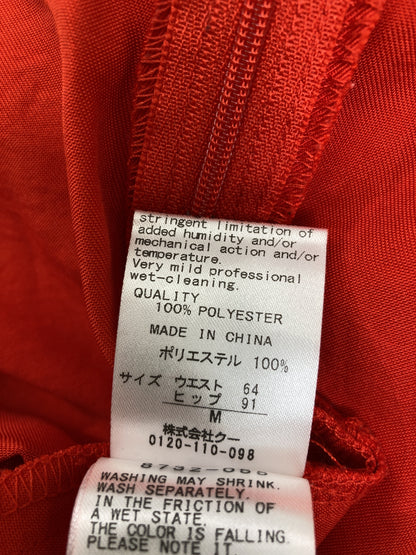 stringent limitation of
added humidity and/or
mechanical action and/or
temperature.
Very mild professional
wet-cleaning.
QUALITY
100% POLYESTER
MADE IN CHINA
ポリエステル 100%
サイズ ウエスト 64
ヒップ 91
M
株式会社クー
0120-110-098
WASHING MAY SHRINK.
WASH SEPARATELY.
IN THE FRICTION OF
A WET STATE.
THE COLOR IS FALLING
PLEASE NOTE IT